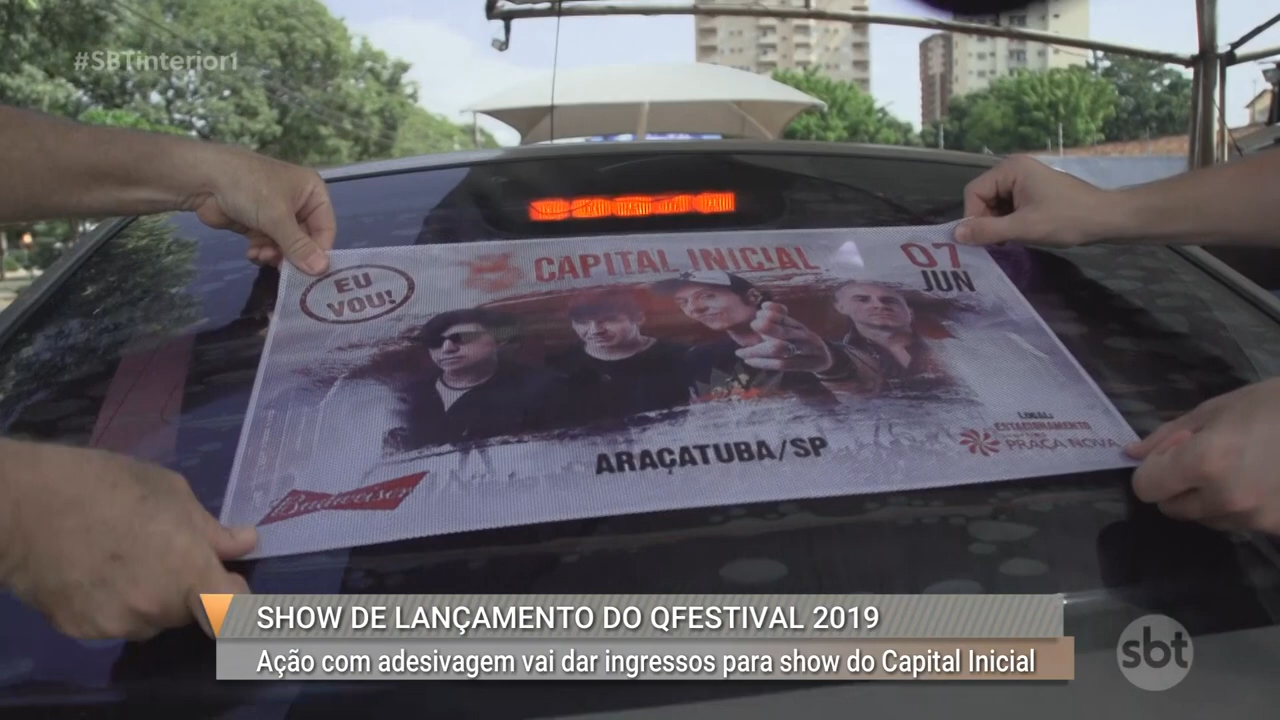 #SBTinterior1
EU
VOU!
CAPITAL INICIAL
07
JUN
LOCAL:
ESTACIONAMENTO
PRAÇA NOVA
ARAÇATUBA/SP
Budweiser
SHOW DE LANÇAMENTO DO QFESTIVAL 2019
Ação com adesivagem vai dar ingressos para show do Capital Inicial
sbt